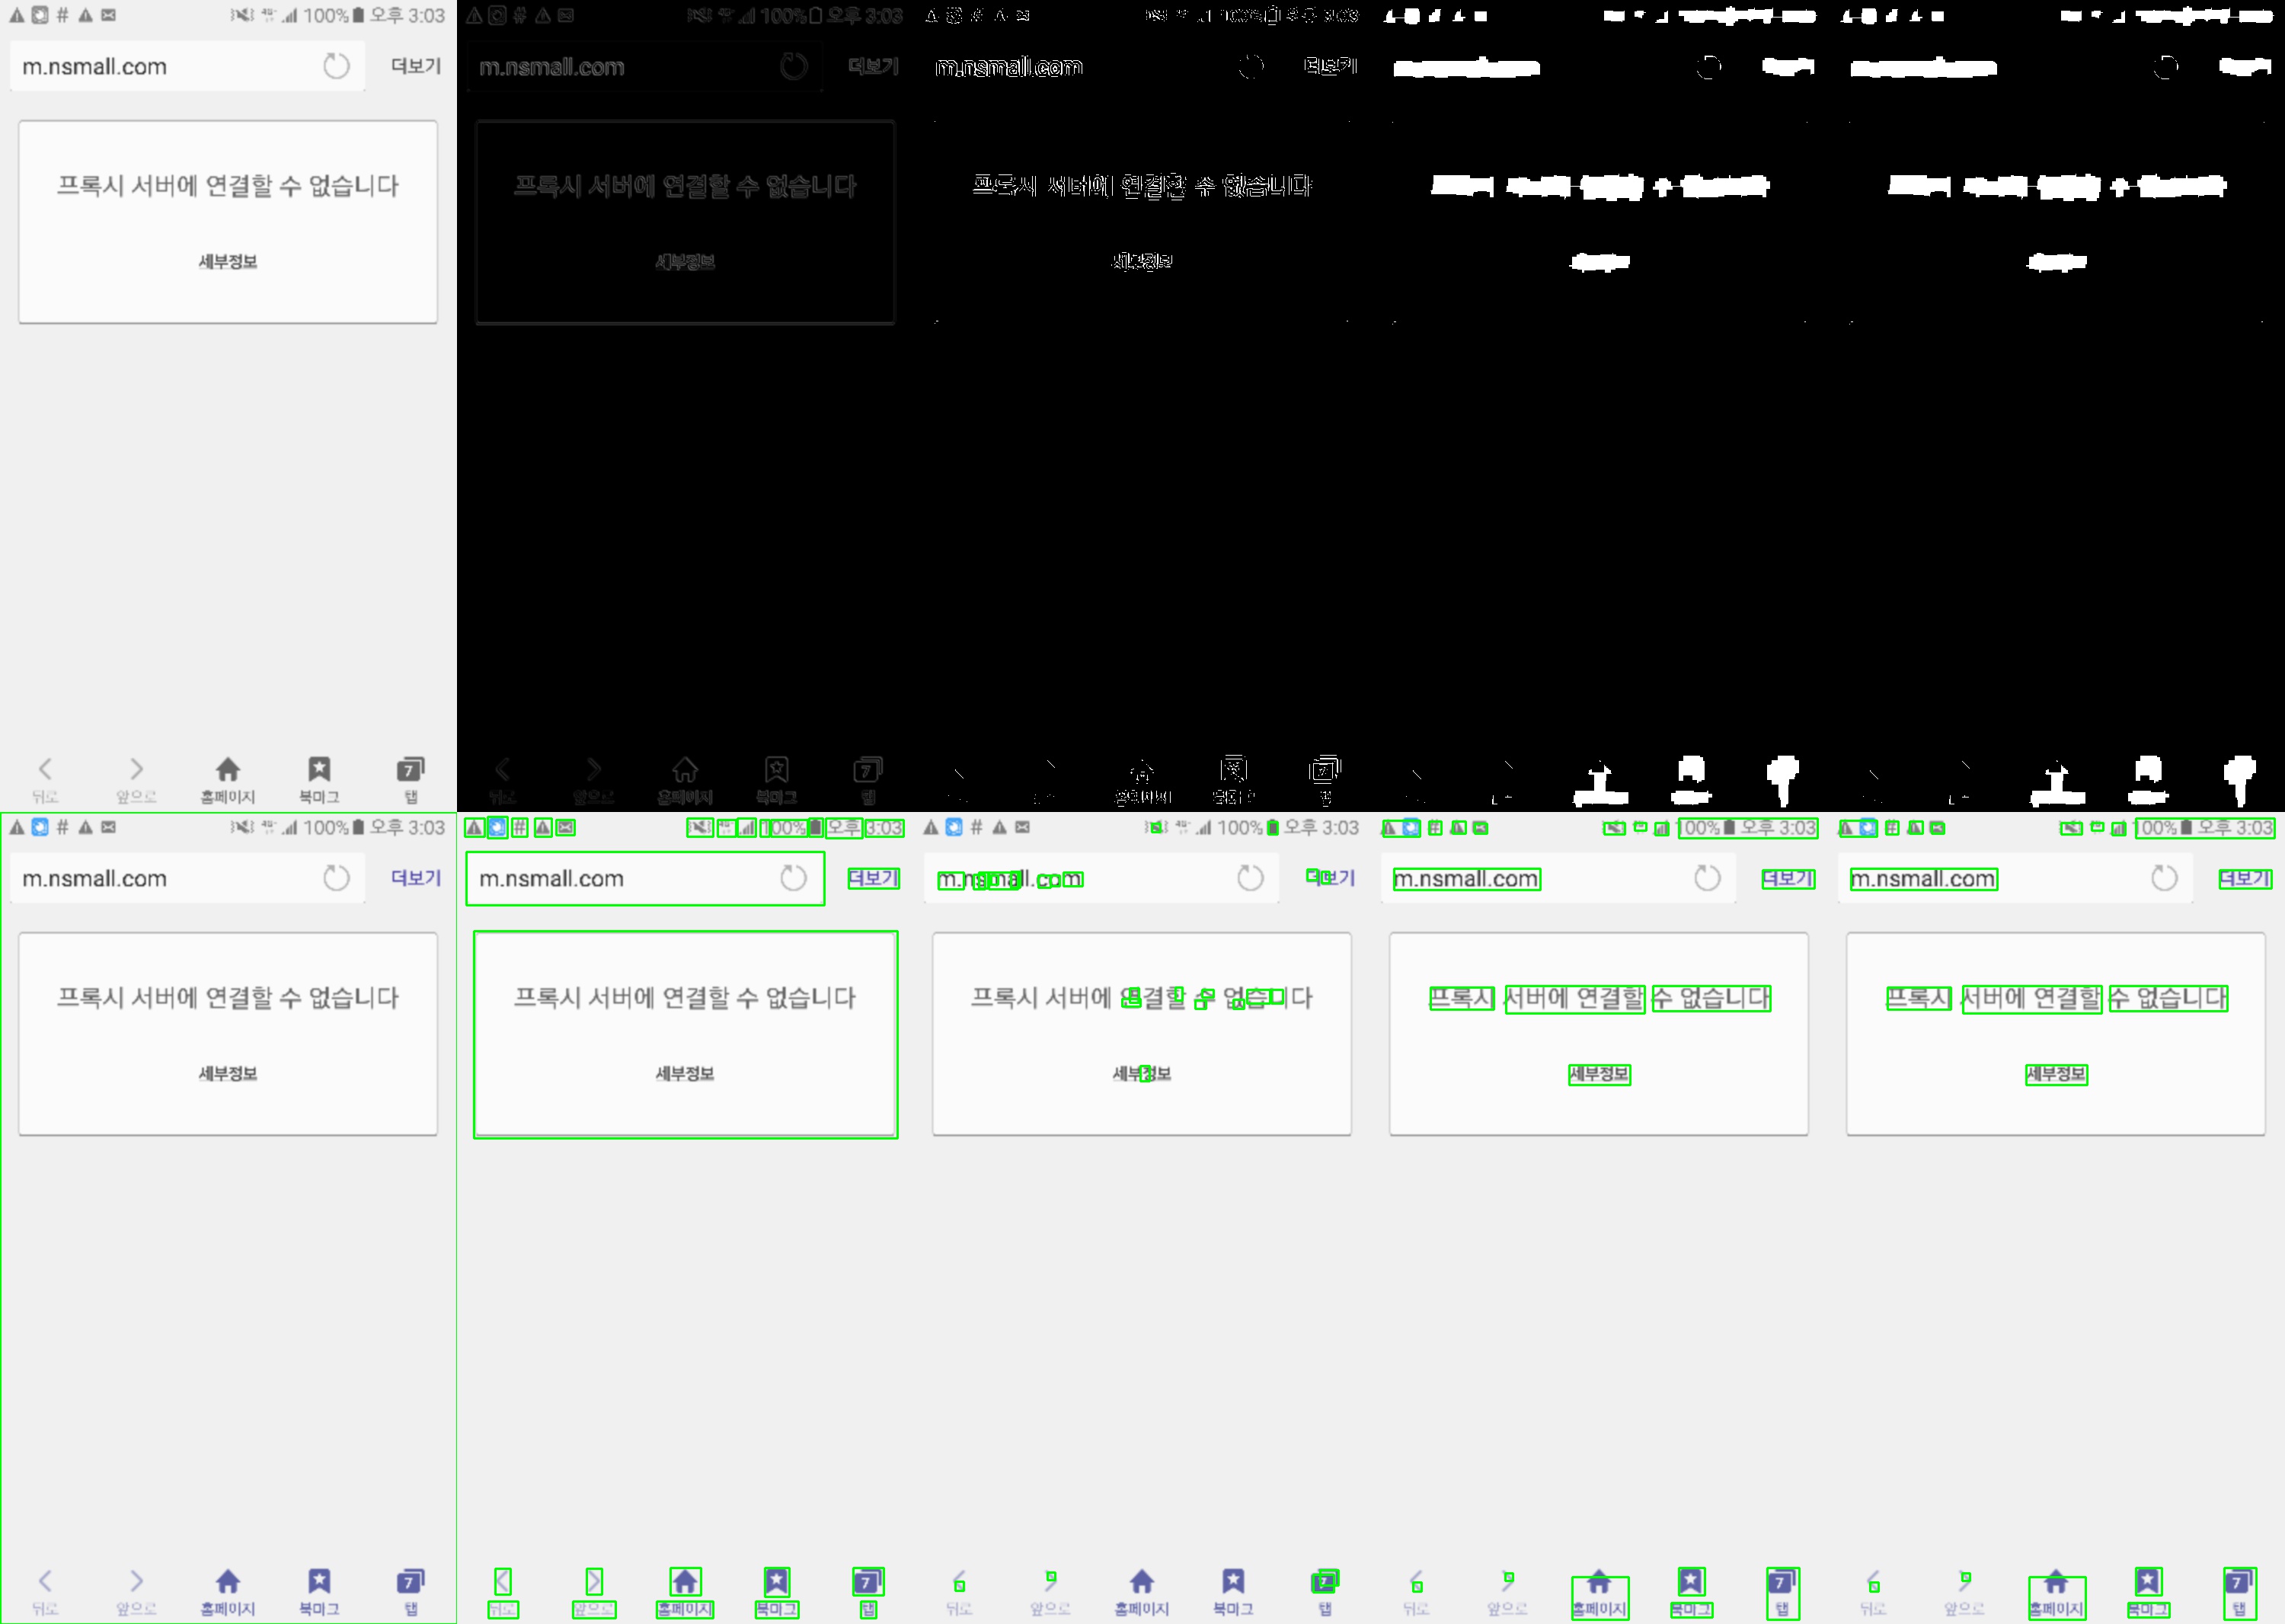 # 4G 100% 오후 3:03
m.nsmall.com 더보기
프록시 서버에 연결할 수 없습니다
세부정보
7
뒤로 앞으로 홈페이지 북마크 탭
# 4G 100% 오후 3:03
m.nsmall.com 더보기
프록시 서버에 연결할 수 없습니다
세부정보
7
뒤로 앞으로 홈페이지 북마크 탭
# 100% 오후 3:03
m.nsmall.com 더보기
프록시 서버에 연결할 수 없습니다
세부정보
탭
# 4G 100% 오후 3:03
m.nsmall.com 더보기
프록시 서버에 연결할 수 없습니다
세부정보
7
뒤로 앞으로 홈페이지 북마크 탭
# 4G 100% 오후 3:03
m.nsmall.com 더보기
프록시 서버에 연결할 수 없습니다
세부정보
7
뒤로 앞으로 홈페이지 북마크 탭
# 4G 100% 오후 3:03
m.nsmall.com 더보기
프록시 서버에 연결할 수 없습니다
세부정보
7
뒤로 앞으로 홈페이지 북마크 탭
# 4G 100% 오후 3:03
m.nsmall.com 더보기
프록시 서버에 연결할 수 없습니다
세부정보
7
뒤로 앞으로 홈페이지 북마크 탭
# 4G 100% 오후 3:03
m.nsmall.com 더보기
프록시 서버에 연결할 수 없습니다
세부정보
7
뒤로 앞으로 홈페이지 북마크 탭